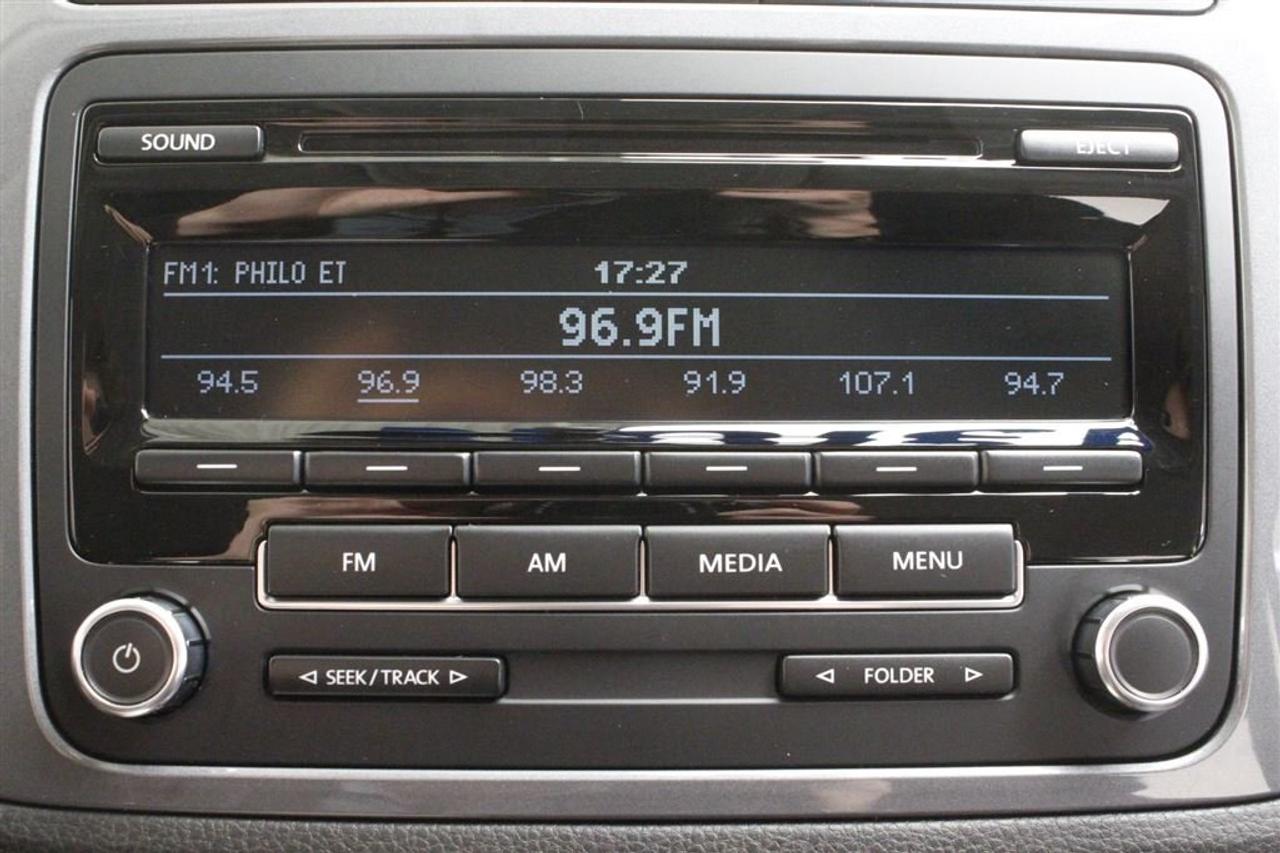 SOUND EJECT
FM1: PHILO ET 17:27
96.9FM
94.5 96.9 98.3 91.9 107.1 94.7
FM AM MEDIA MENU
◁ SEEK/TRACK ▷ ◁ FOLDER ▷